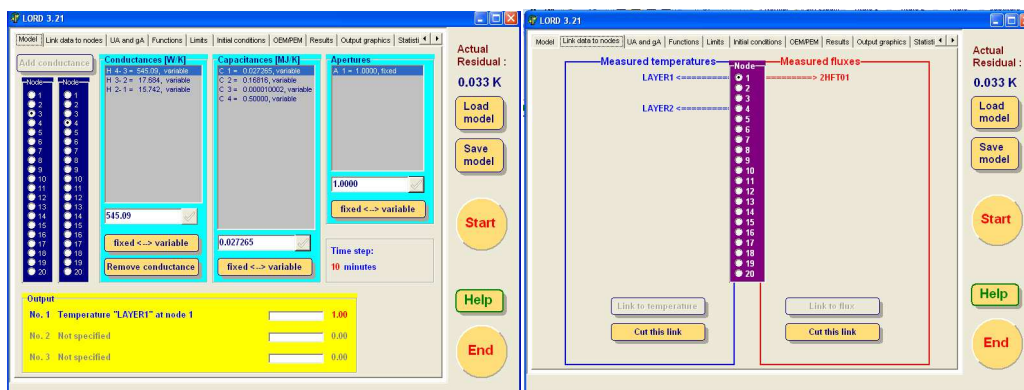 LORD 3.21
Model
Link data to nodes
UA and gA
Functions
Limits
Initial conditions
OEM/PEM
Results
Output graphics
Statisti
Add conductance
Node
Node
1 1
2 2
3 3
4 4
5 5
6 6
7 7
8 8
9 9
10 10
11 11
12 12
13 13
14 14
15 15
16 16
17 17
18 18
19 19
20 20
Conductances [W/K]
H 4- 3 = 545.09, variable
H 3- 2 = 17.684, variable
H 2- 1 = 15.742, variable
545.09
fixed <--> variable
Remove conductance
Capacitances [MJ/K]
C 1 = 0.027265, variable
C 2 = 0.16818, variable
C 3 = 0.000010002, variable
C 4 = 0.50000, variable
0.027265
fixed <--> variable
Apertures
A 1 = 1.0000, fixed
1.0000
fixed <--> variable
Time step:
10 minutes
Output
No. 1 Temperature "LAYER1" at node 1 1.00
No. 2 Not specified 0.00
No. 3 Not specified 0.00
Actual
Residual :
0.033 K
Load
model
Save
model
Start
Help
End
LORD 3.21
Model
Link data to nodes
UA and gA
Functions
Limits
Initial conditions
OEM/PEM
Results
Output graphics
Statisti
Measured temperatures
Node
Measured fluxes
LAYER1 <========== 1 ==========> 2HFT01
2
3
LAYER2 <========== 4
5
6
7
8
9
10
11
12
13
14
15
16
17
18
19
20
Link to temperature
Cut this link
Link to flux
Cut this link
Actual
Residual :
0.033 K
Load
model
Save
model
Start
Help
End